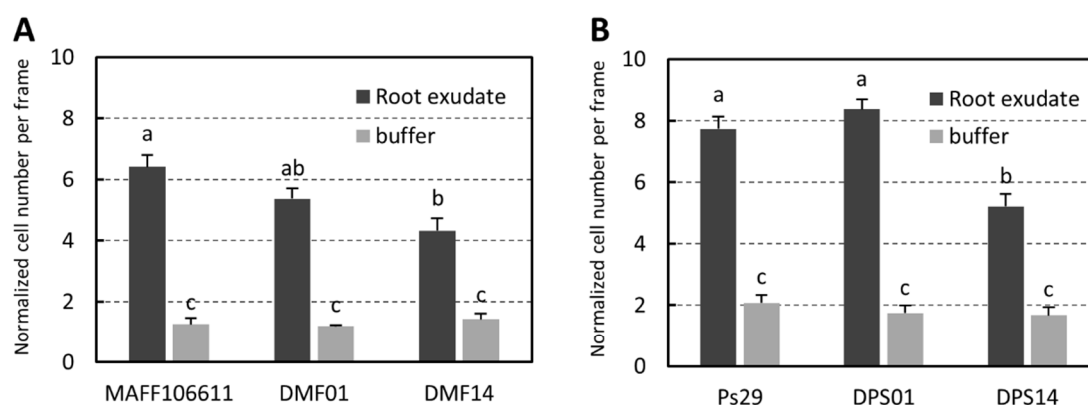 A
Normalized cell number per frame
10
8
6
4
2
0
Root exudate
buffer
a
ab
b
c
c
c
MAFF106611 DMF01 DMF14
B
Normalized cell number per frame
10
8
6
4
2
0
Root exudate
buffer
a
a
b
c
c
c
Ps29 DPS01 DPS14